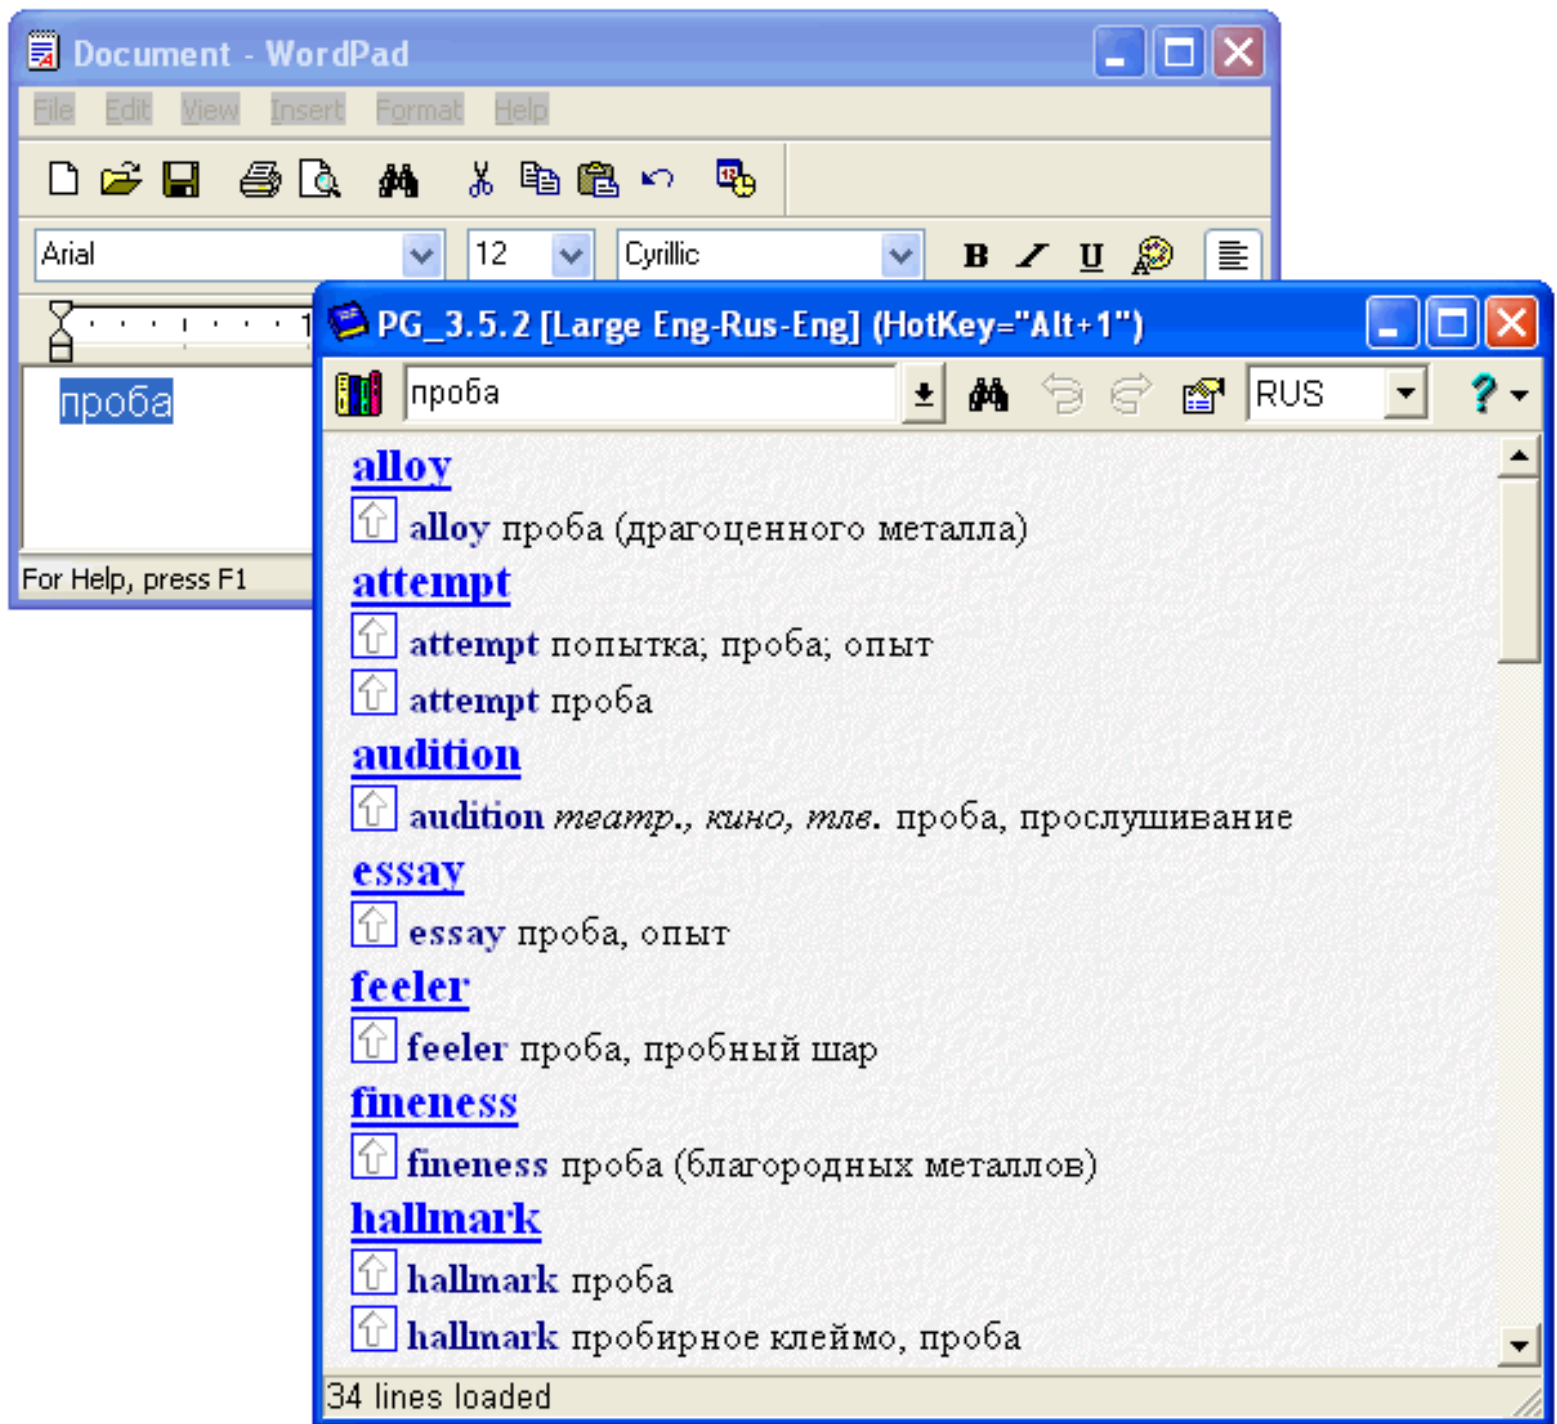 Document - WordPad
File Edit View Insert Format Help
Arial 12 Cyrillic B I U
1
проба
For Help, press F1
PG_3.5.2 [Large Eng-Rus-Eng] (HotKey="Alt+1")
проба RUS ?
alloy
alloy проба (драгоценного металла)
attempt
attempt попытка; проба; опыт
attempt проба
audition
audition театр., кино, тлв. проба, прослушивание
essay
essay проба, опыт
feeler
feeler проба, пробный шар
fineness
fineness проба (благородных металлов)
hallmark
hallmark проба
hallmark пробирное клеймо, проба
34 lines loaded